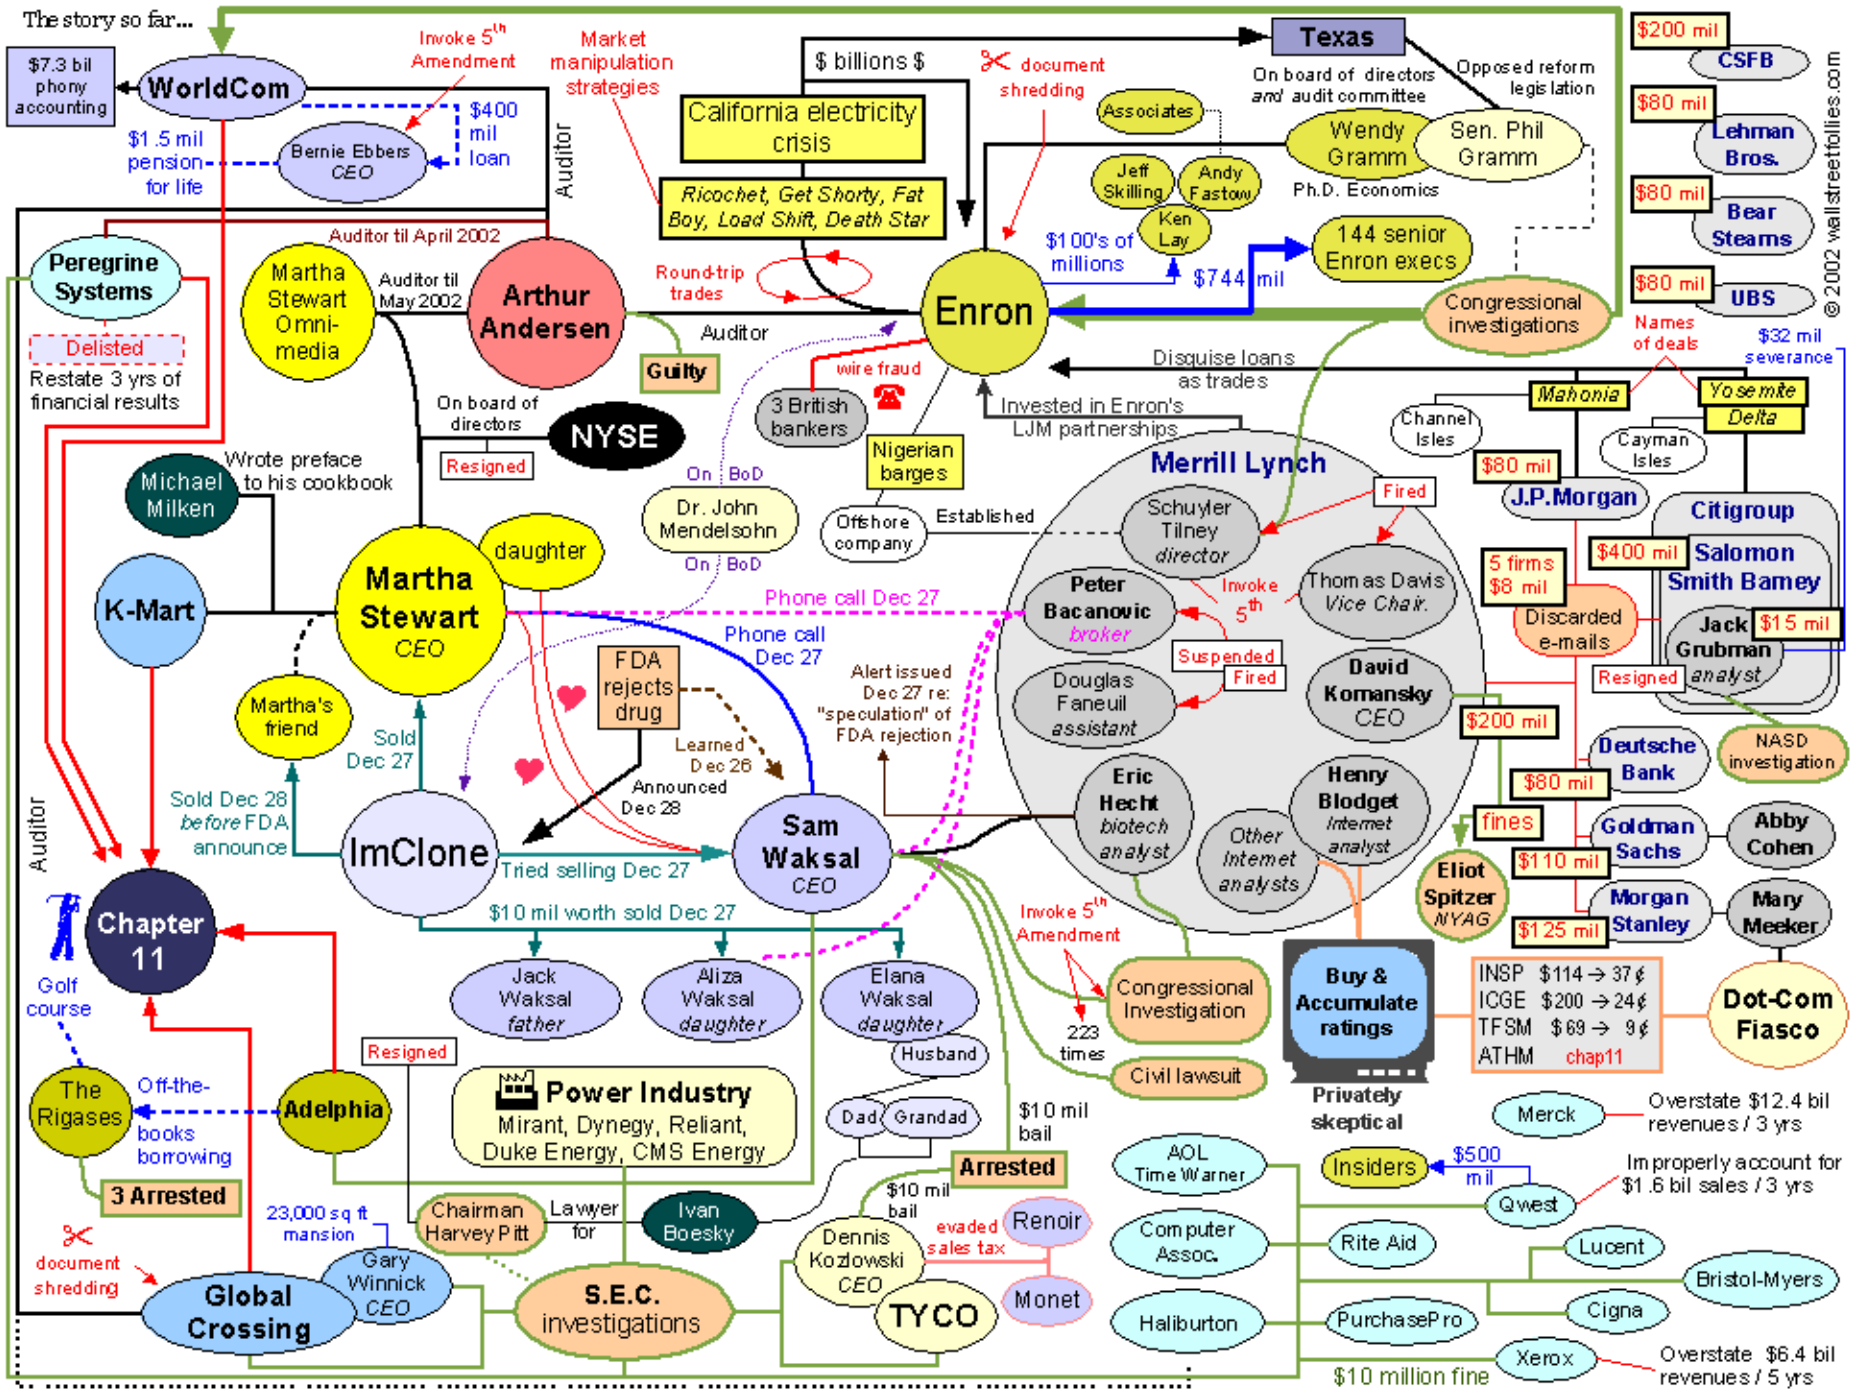 The story so far...
$7.3 bil
phony
accounting
WorldCom
Invoke 5th
Amendment
$400
mil
loan
$1.5 mil
pension
for life
Bernie Ebbers
CEO
Auditor
Market
manipulation
strategies
$ billions $
California electricity
crisis
Ricochet, Get Shorty, Fat
Boy, Load Shift, Death Star
document
shredding
Texas
On board of directors
and audit committee
Opposed reform
legislation
Associates
Wendy
Gramm
Sen. Phil
Gramm
Ph.D. Economics
Jeff
Skilling
Andy
Fastow
Ken
Lay
$100's of
millions
$744 mil
144 senior
Enron execs
Congressional
investigations
$200 mil
CSFB
$80 mil
Lehman
Bros.
$80 mil
Bear
Stearns
$80 mil
UBS
© 2002 wallstreetfollies.com
Auditor til April 2002
Peregrine
Systems
Delisted
Restate 3 yrs of
financial results
Martha
Stewart
Omni-
media
Auditor til
May 2002
Arthur
Andersen
Round-trip
trades
Auditor
Guilty
Enron
wire fraud
3 British
bankers
Nigerian
barges
Offshore
company
Established
Disguise loans
as trades
Invested in Enron's
LJM partnerships
Names
of deals
$32 mil
severance
Mahonia
Yosemite
Delta
Channel
Isles
Cayman
Isles
On board of
directors
Resigned
NYSE
Michael
Milken
Wrote preface
to his cookbook
On BoD
Dr. John
Mendelsohn
On BoD
Merrill Lynch
Schuyler
Tilney
director
Fired
Invoke
5th
Thomas Davis
Vice Chair.
Peter
Bacanovic
broker
Suspended
Fired
Douglas
Faneuil
assistant
David
Komansky
CEO
Eric
Hecht
biotech
analyst
Henry
Blodget
Internet
analyst
Other
Internet
analysts
$80 mil
J.P.Morgan
Citigroup
$400 mil
Salomon
Smith Barney
5 firms
$8 mil
Discarded
e-mails
Jack
Grubman
analyst
$15 mil
Resigned
NASD
investigation
$200 mil
fines
Eliot
Spitzer
NYAG
Deutsche
Bank
$80 mil
Goldman
Sachs
$110 mil
Abby
Cohen
Morgan
Stanley
$125 mil
Mary
Meeker
K-Mart
Martha
Stewart
CEO
daughter
Phone call Dec 27
Phone call
Dec 27
Martha's
friend
Sold
Dec 27
FDA
rejects
drug
Learned
Dec 26
Announced
Dec 28
Alert issued
Dec 27 re:
"speculation" of
FDA rejection
Sold Dec 28
before FDA
announce
ImClone
Tried selling Dec 27
Sam
Waksal
CEO
$10 mil worth sold Dec 27
Jack
Waksal
father
Aliza
Waksal
daughter
Elana
Waksal
daughter
Husband
Dad
Grandad
Auditor
Chapter
11
Golf
course
The
Rigases
Off-the-
books
borrowing
Adelphia
3 Arrested
Resigned
Power Industry
Mirant, Dynegy, Reliant,
Duke Energy, CMS Energy
Invoke 5th
Amendment
223
times
Congressional
Investigation
Civil lawsuit
$10 mil
bail
Arrested
$10 mil
bail
Buy &
Accumulate
ratings
Privately
skeptical
INSP $114 → 37¢
ICGE $200 → 24¢
TFSM $69 → 9¢
ATHM chap11
Dot-Com
Fiasco
23,000 sq ft
mansion
Chairman
Harvey Pitt
Lawyer
for
Ivan
Boesky
document
shredding
Global
Crossing
Gary
Winnick
CEO
S.E.C.
investigations
Dennis
Kozlowski
CEO
TYCO
evaded
sales tax
Renoir
Monet
Merck
Overstate $12.4 bil
revenues / 3 yrs
AOL
Time Warner
Insiders
$500
mil
Qwest
Improperly account for
$1.6 bil sales / 3 yrs
Computer
Assoc.
Rite Aid
Lucent
Bristol-Myers
Cigna
Haliburton
PurchasePro
Xerox
$10 million fine
Overstate $6.4 bil
revenues / 5 yrs